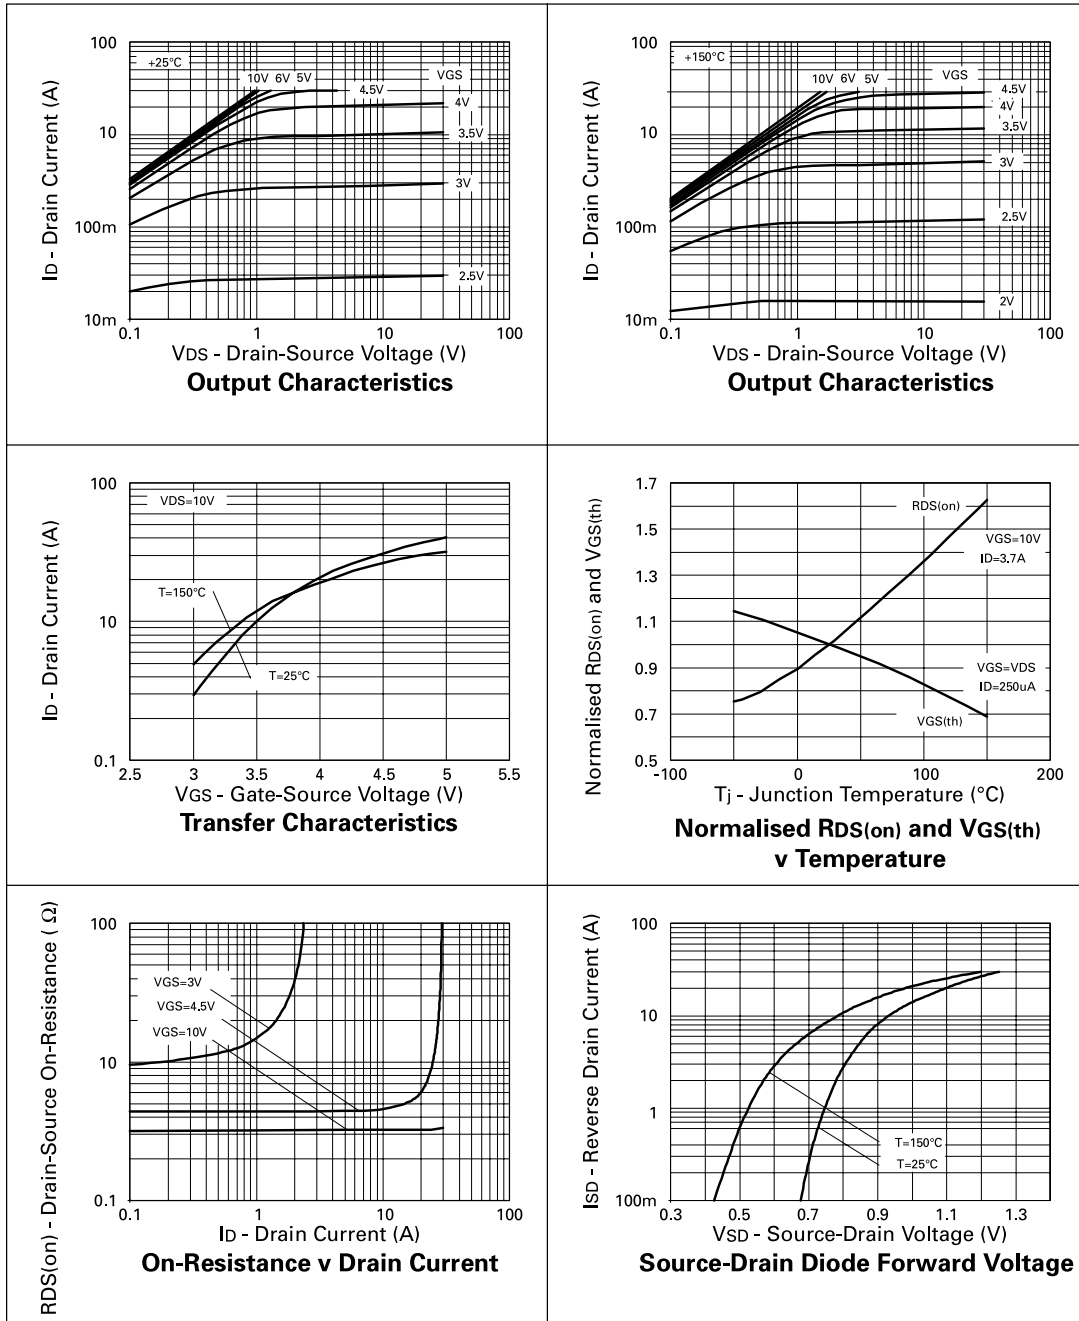 ID - Drain Current (A)
100
10
100m
10m
+25°C
10V 6V 5V
VGS
4.5V
4V
3.5V
3V
2.5V
0.1 1 10 100
VDS - Drain-Source Voltage (V)
Output Characteristics
ID - Drain Current (A)
100
10
100m
10m
+150°C
10V 6V 5V
VGS
4.5V
4V
3.5V
3V
2.5V
2V
0.1 1 10 100
VDS - Drain-Source Voltage (V)
Output Characteristics
ID - Drain Current (A)
100
10
0.1
VDS=10V
T=150°C
T=25°C
2.5 3 3.5 4 4.5 5 5.5
VGS - Gate-Source Voltage (V)
Transfer Characteristics
Normalised RDS(on) and VGS(th)
1.7
1.5
1.3
1.1
0.9
0.7
0.5
RDS(on)
VGS=10V
ID=3.7A
VGS=VDS
ID=250uA
VGS(th)
-100 0 100 200
Tj - Junction Temperature (°C)
Normalised RDS(on) and VGS(th)
v Temperature
RDS(on) - Drain-Source On-Resistance (Ω)
100
10
0.1
VGS=3V
VGS=4.5V
VGS=10V
0.1 1 10 100
ID - Drain Current (A)
On-Resistance v Drain Current
ISD - Reverse Drain Current (A)
100
10
1
100m
T=150°C
T=25°C
0.3 0.5 0.7 0.9 1.1 1.3
VSD - Source-Drain Voltage (V)
Source-Drain Diode Forward Voltage